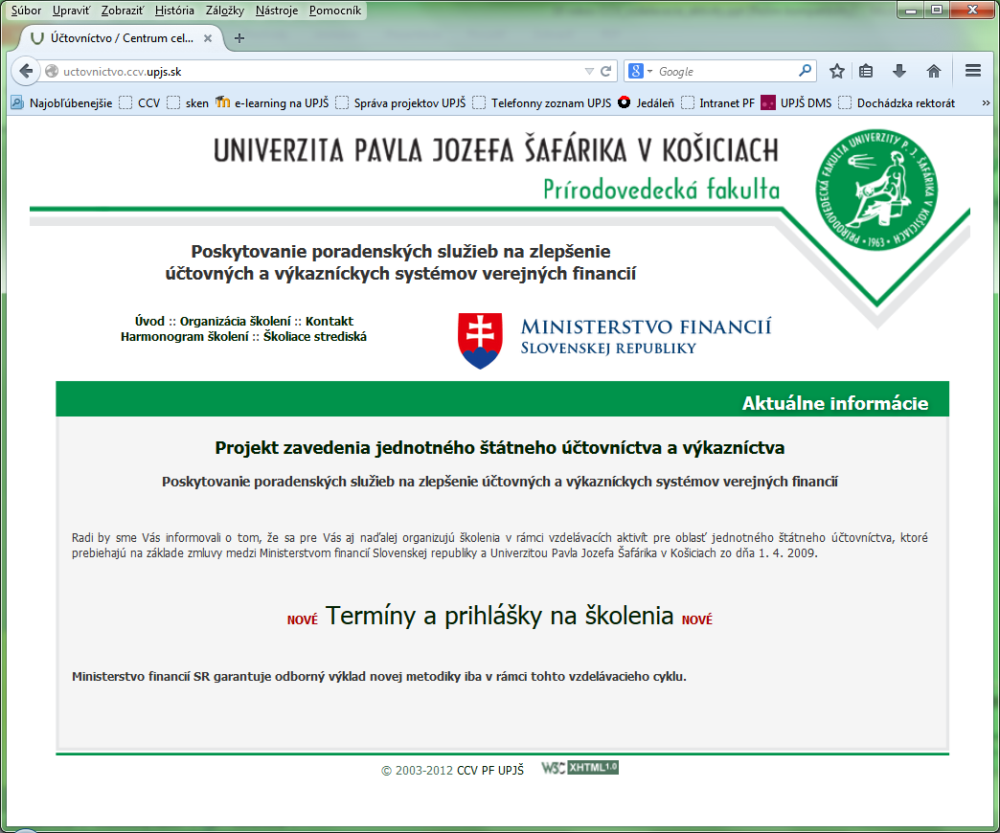 Súbor Upraviť Zobraziť História Záložky Nástroje Pomocník
Účtovníctvo / Centrum cel...
uctovnictvo.ccv.upjs.sk
Google
Najobľúbenejšie CCV sken e-learning na UPJŠ Správa projektov UPJŠ Telefonny zoznam UPJS Jedáleň Intranet PF UPJŠ DMS Dochádzka rektorát
UNIVERZITA PAVLA JOZEFA ŠAFÁRIKA V KOŠICIACH
Prírodovedecká fakulta
PRÍRODOVEDECKÁ FAKULTA UNIVERZITY P. J. ŠAFÁRIKA V KOŠICIACH • 1963 •
Poskytovanie poradenských služieb na zlepšenie
účtovných a výkazníckych systémov verejných financií
Úvod :: Organizácia školení :: Kontakt
Harmonogram školení :: Školiace strediská
MINISTERSTVO FINANCIÍ
SLOVENSKEJ REPUBLIKY
Aktuálne informácie
Projekt zavedenia jednotného štátneho účtovníctva a výkazníctva
Poskytovanie poradenských služieb na zlepšenie účtovných a výkazníckych systémov verejných financií
Radi by sme Vás informovali o tom, že sa pre Vás aj naďalej organizujú školenia v rámci vzdelávacích aktivít pre oblasť jednotného štátneho účtovníctva, ktoré
prebiehajú na základe zmluvy medzi Ministerstvom financií Slovenskej republiky a Univerzitou Pavla Jozefa Šafárika v Košiciach zo dňa 1. 4. 2009.
NOVÉ Termíny a prihlášky na školenia NOVÉ
Ministerstvo financií SR garantuje odborný výklad novej metodiky iba v rámci tohto vzdelávacieho cyklu.
© 2003-2012 CCV PF UPJŠ W3C XHTML 1.0